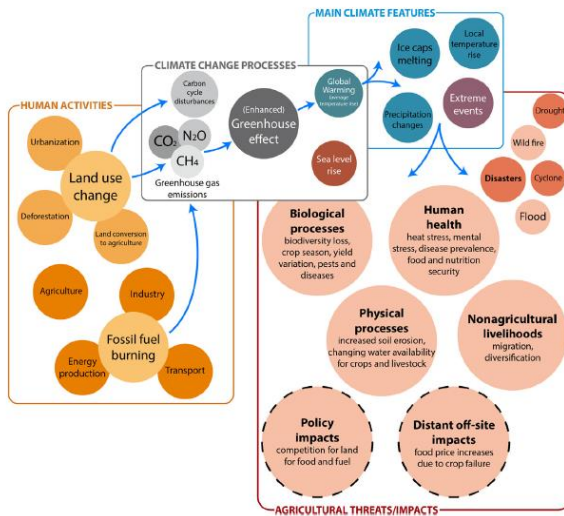 MAIN CLIMATE FEATURES
Ice caps
melting
Local
temperature
rise
Precipitation
changes
Extreme
events
CLIMATE CHANGE PROCESSES
Carbon
cycle
disturbances
CO₂
N₂O
CH₄
Greenhouse gas
emissions
(Enhanced)
Greenhouse
effect
Global
Warming
(average
temperature rise)
Sea level
rise
HUMAN ACTIVITIES
Urbanization
Land use
change
Deforestation
Land conversion
to agriculture
Agriculture
Industry
Fossil fuel
burning
Energy
production
Transport
Drought
Wild fire
Disasters
Cyclone
Flood
Biological
processes
biodiversity loss,
crop season, yield
variation, pests and
diseases
Human
health
heat stress, mental
stress, disease prevalence,
food and nutrition
security
Physical
processes
increased soil erosion,
changing water availability
for crops and livestock
Nonagricultural
livelihoods
migration,
diversification
Policy
impacts
competition for land
for food and fuel
Distant off-site
impacts
food price increases
due to crop failure
AGRICULTURAL THREATS/IMPACTS